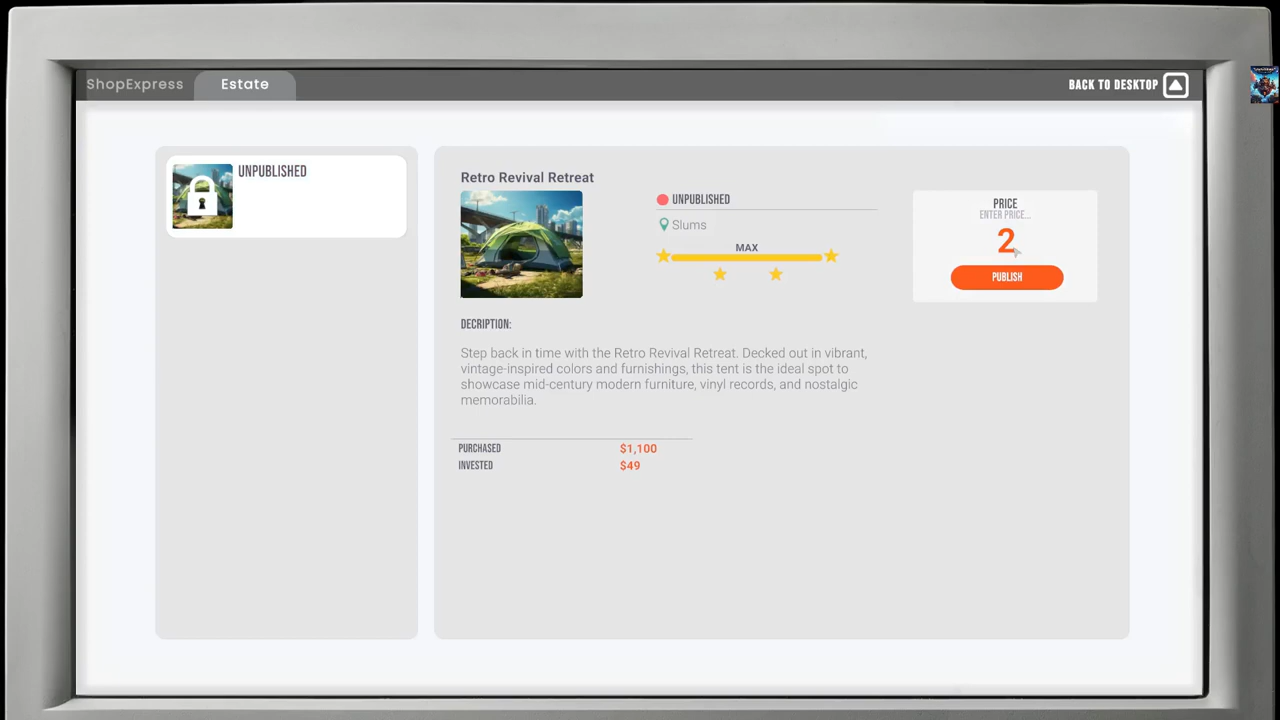 ShopExpress
Estate
BACK TO DESKTOP
UNPUBLISHED
Retro Revival Retreat
UNPUBLISHED
Slums
MAX
PRICE
ENTER PRICE...
2
PUBLISH
DECRIPTION:
Step back in time with the Retro Revival Retreat. Decked out in vibrant,
vintage-inspired colors and furnishings, this tent is the ideal spot to
showcase mid-century modern furniture, vinyl records, and nostalgic
memorabilia.
PURCHASED $1,100
INVESTED $49